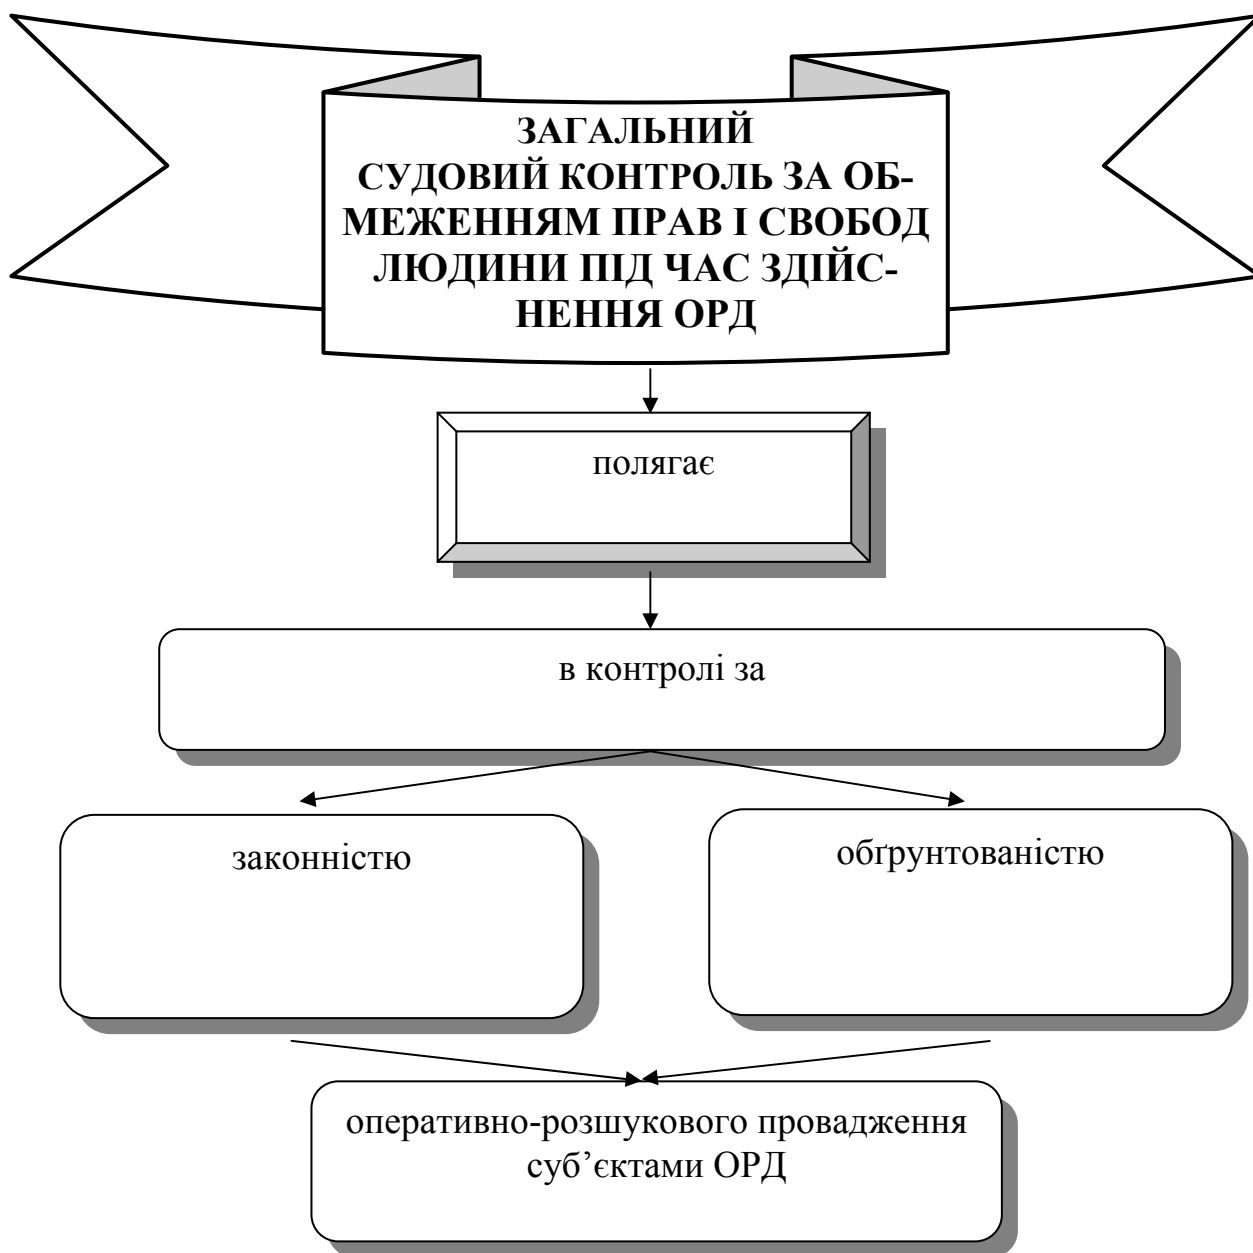 ЗАГАЛЬНИЙ
СУДОВИЙ КОНТРОЛЬ ЗА ОБ-
МЕЖЕННЯМ ПРАВ І СВОБОД
ЛЮДИНИ ПІД ЧАС ЗДІЙС-
НЕННЯ ОРД
полягає
в контролі за
законністю
обґрунтованістю
оперативно-розшукового провадження
суб’єктами ОРД